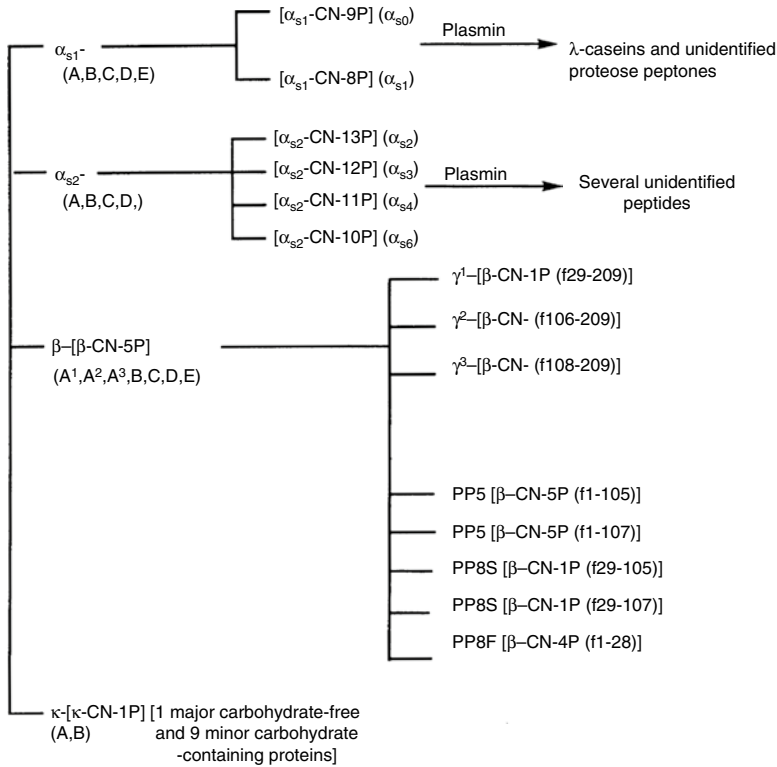 [αs1-CN-9P] (αs0)
αs1-
(A,B,C,D,E)
Plasmin
λ-caseins and unidentified
proteose peptones
[αs1-CN-8P] (αs1)
[αs2-CN-13P] (αs2)
αs2-
(A,B,C,D,)
[αs2-CN-12P] (αs3)
Plasmin
Several unidentified
peptides
[αs2-CN-11P] (αs4)
[αs2-CN-10P] (αs6)
γ¹–[β-CN-1P (f29-209)]
γ²–[β-CN- (f106-209)]
β–[β-CN-5P]
(A¹,A²,A³,B,C,D,E)
γ³–[β-CN- (f108-209)]
PP5 [β–CN-5P (f1-105)]
PP5 [β–CN-5P (f1-107)]
PP8S [β–CN-1P (f29-105)]
PP8S [β–CN-1P (f29-107)]
PP8F [β–CN-4P (f1-28)]
κ-[κ-CN-1P] [1 major carbohydrate-free
(A,B) and 9 minor carbohydrate
-containing proteins]